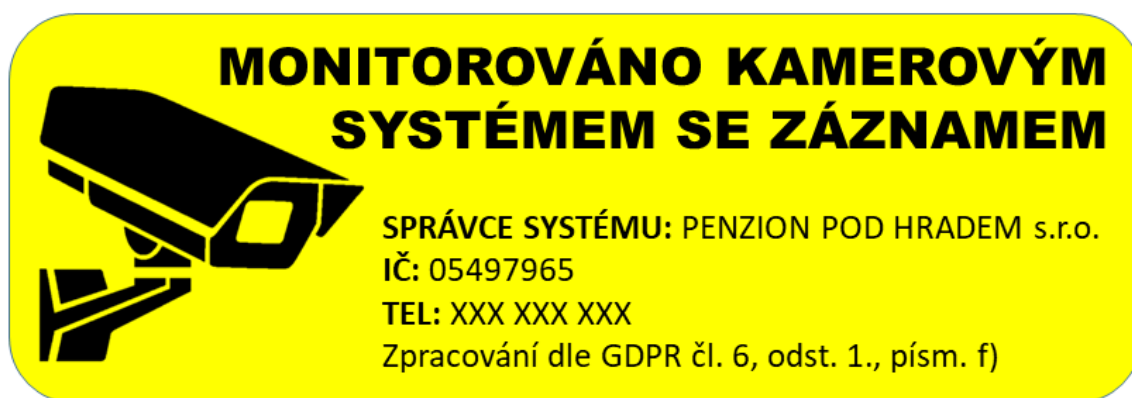 MONITOROVÁNO KAMEROVÝM
SYSTÉMEM SE ZÁZNAMEM
SPRÁVCE SYSTÉMU: PENZION POD HRADEM s.r.o.
IČ: 05497965
TEL: XXX XXX XXX
Zpracování dle GDPR čl. 6, odst. 1., písm. f)